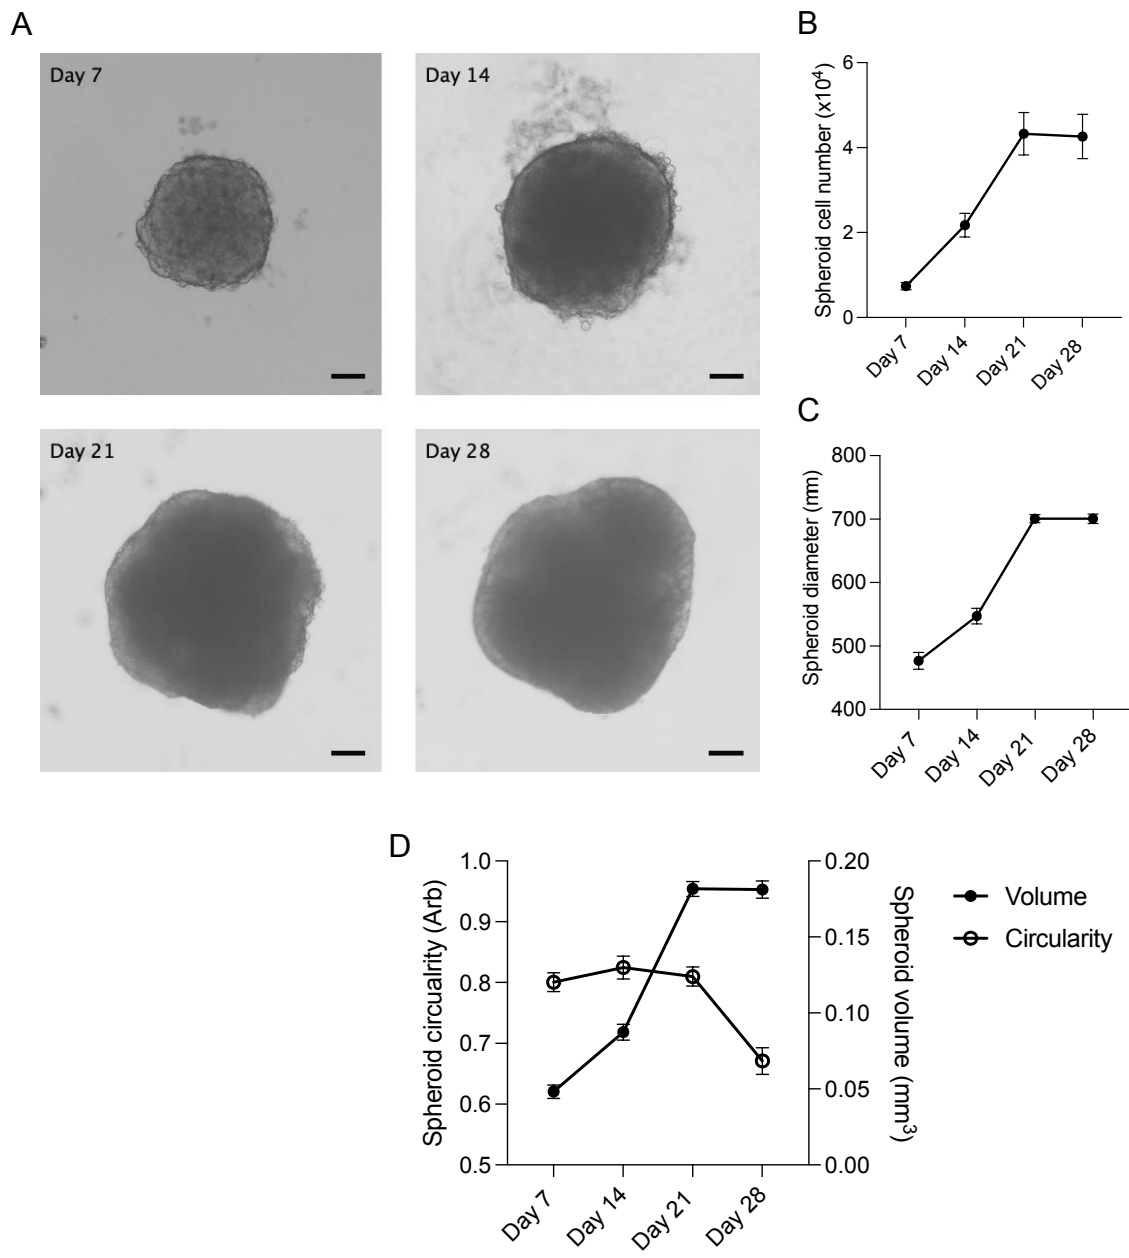 A
Day 7
Day 14
Day 21
Day 28
B
Spheroid cell number (x10⁴)
6
4
2
0
Day 7
Day 14
Day 21
Day 28
C
Spheroid diameter (mm)
800
700
600
500
400
Day 7
Day 14
Day 21
Day 28
D
Spheroid circualrity (Arb)
1.0
0.9
0.8
0.7
0.6
0.5
0.20
0.15
0.10
0.05
0.00
Spheroid volume (mm³)
Day 7
Day 14
Day 21
Day 28
Volume
Circularity